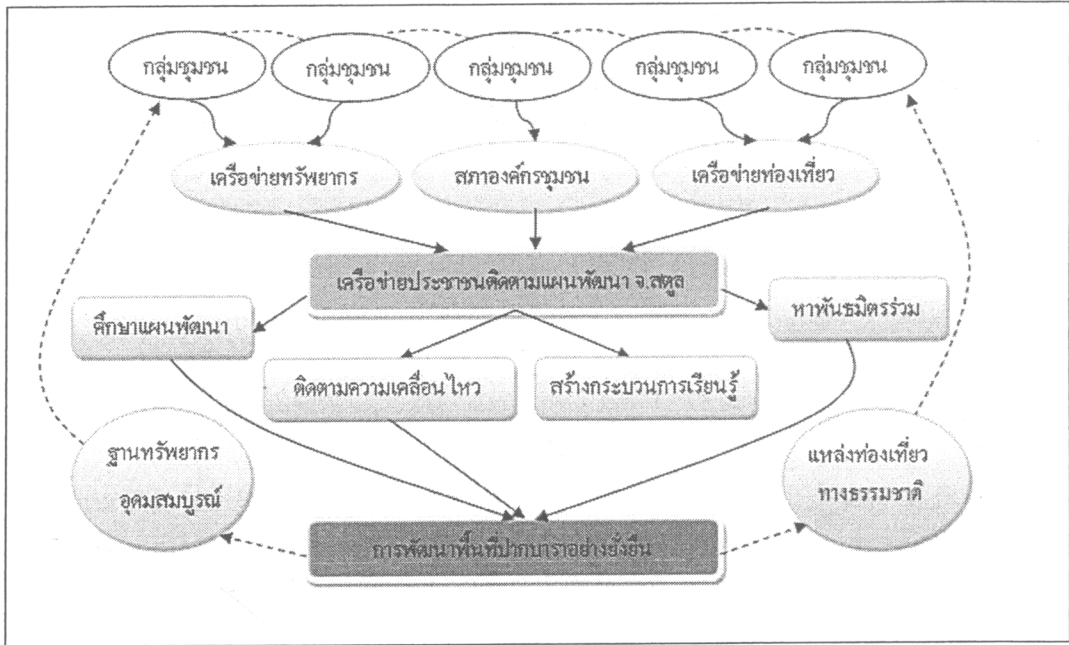 กลุ่มชุมชน
กลุ่มชุมชน
กลุ่มชุมชน
กลุ่มชุมชน
กลุ่มชุมชน
เครือข่ายทรัพยากร
สภาองค์กรชุมชน
เครือข่ายท่องเที่ยว
เครือข่ายประชาชนติดตามแผนพัฒนา จ.สตูล
ศึกษาแผนพัฒนา
หาพันธมิตรร่วม
ติดตามความเคลื่อนไหว
สร้างกระบวนการเรียนรู้
ฐานทรัพยากร
อุดมสมบูรณ์
แหล่งท่องเที่ยว
ทางธรรมชาติ
การพัฒนาพื้นที่ปากบาราอย่างยั่งยืน